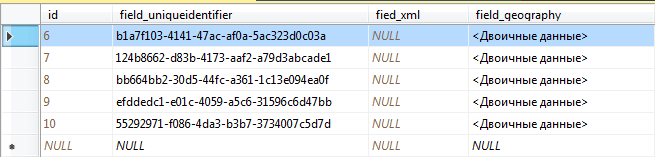 id field_uniqueidentifier fied_xml field_geography
6 b1a7f103-4141-47ac-af0a-5ac323d0c03a NULL <Двоичные данные>
7 124b8662-d83b-4173-aaf2-a79d3abcade1 NULL <Двоичные данные>
8 bb664bb2-30d5-44fc-a361-1c13e094ea0f NULL <Двоичные данные>
9 efddedc1-e01c-4059-a5c6-31596c6d47bb NULL <Двоичные данные>
10 55292971-f086-4da3-b3b7-3734007c5d7d NULL <Двоичные данные>
NULL NULL NULL NULL